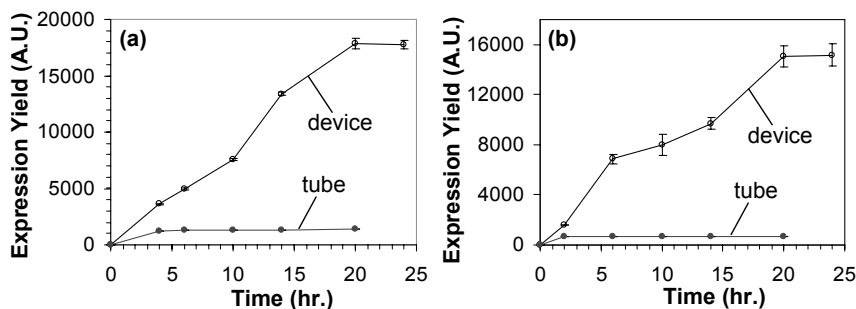 (a)
Expression Yield (A.U.)
20000
15000
10000
5000
0
device
tube
0 5 10 15 20 25
Time (hr.)
(b)
Expression Yield (A.U.)
16000
12000
8000
4000
0
device
tube
0 5 10 15 20 25
Time (hr.)